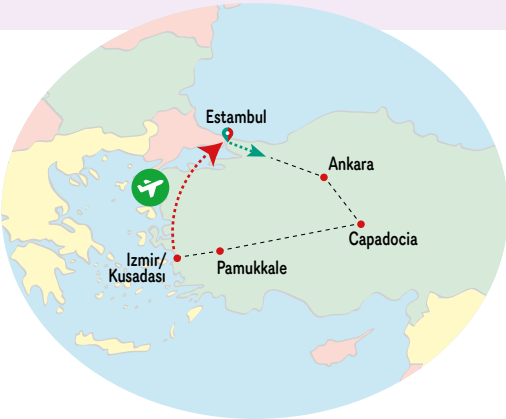 Estambul
Ankara
Capadocia
Izmir/
Kusadası
Pamukkale